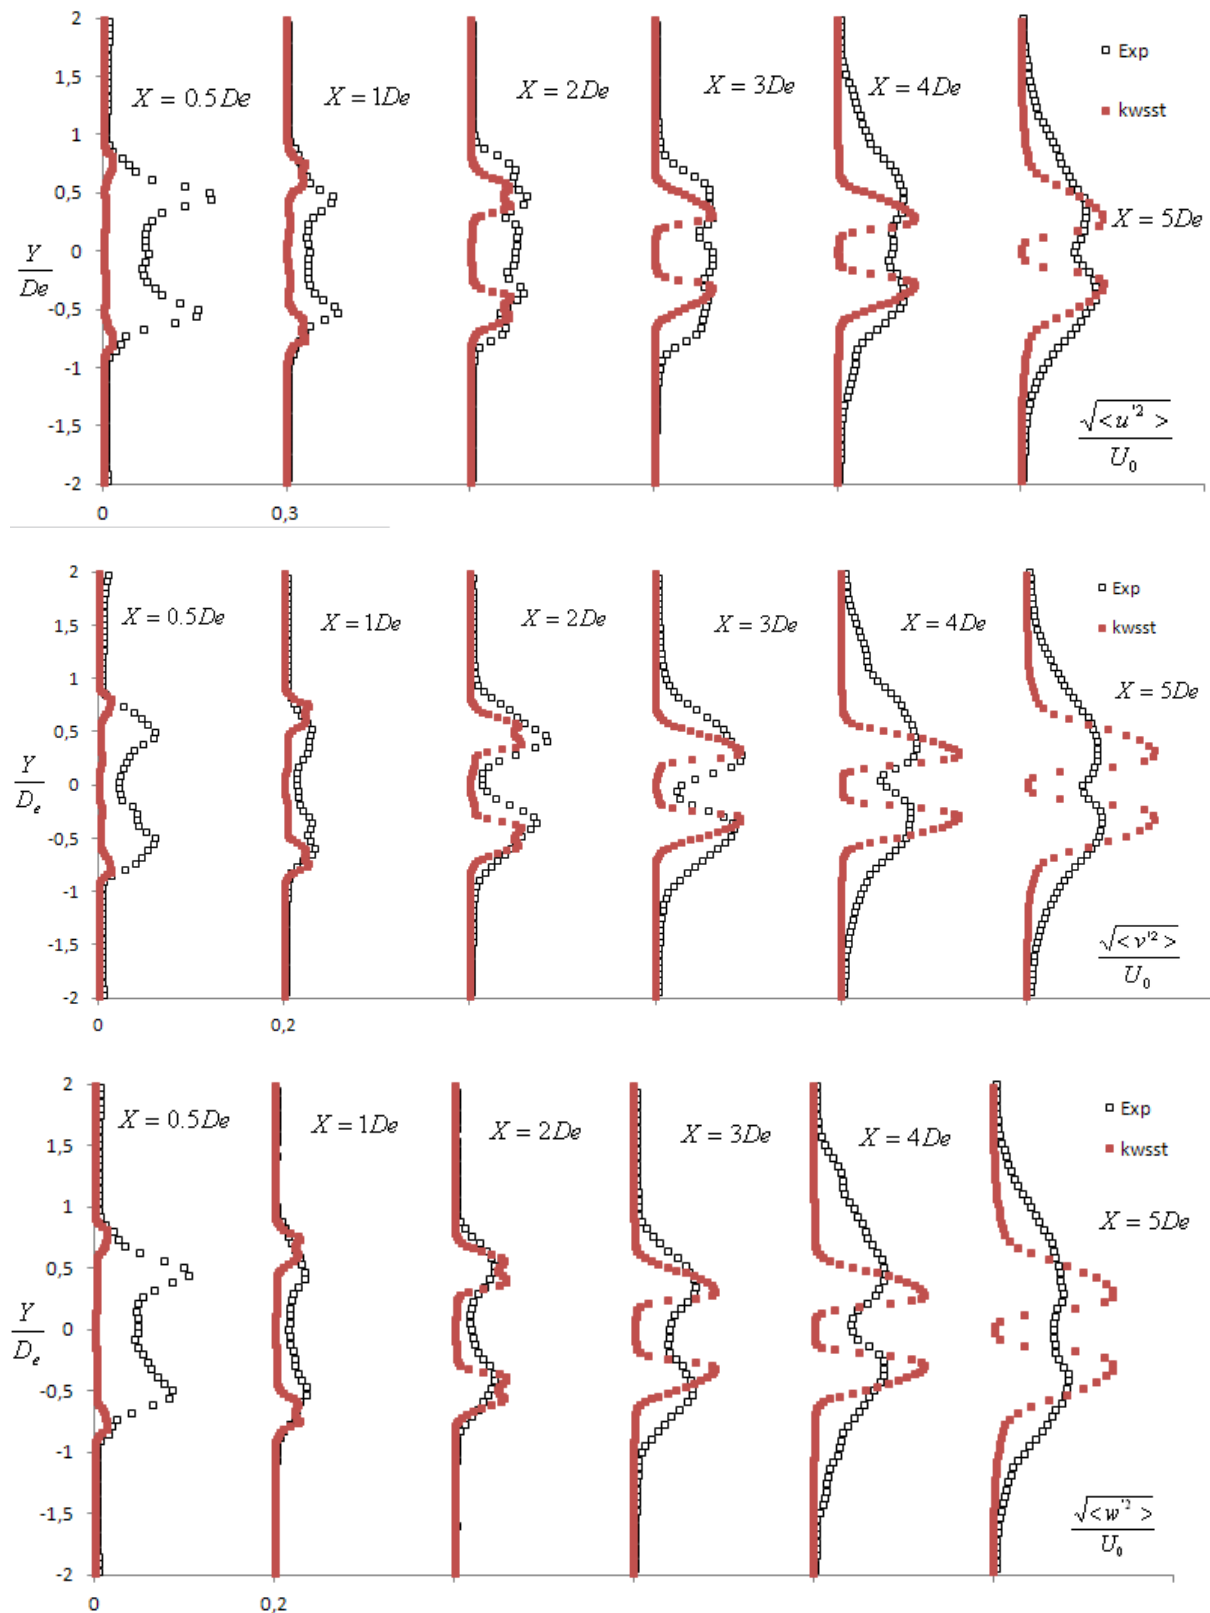 2
1,5
1
0,5
0
-0,5
-1
-1,5
-2
Y
De
X = 0.5De
X = 1De
X = 2De
X = 3De
X = 4De
X = 5De
Exp
kwsst
√<u'2>
U0
0
0,3
2
1,5
1
0,5
0
-0,5
-1
-1,5
-2
Y
De
X = 0.5De
X = 1De
X = 2De
X = 3De
X = 4De
X = 5De
Exp
kwsst
√<v'2>
U0
0
0,2
2
1,5
1
0,5
0
-0,5
-1
-1,5
-2
Y
De
X = 0.5De
X = 1De
X = 2De
X = 3De
X = 4De
X = 5De
Exp
kwsst
√<w'2>
U0
0
0,2